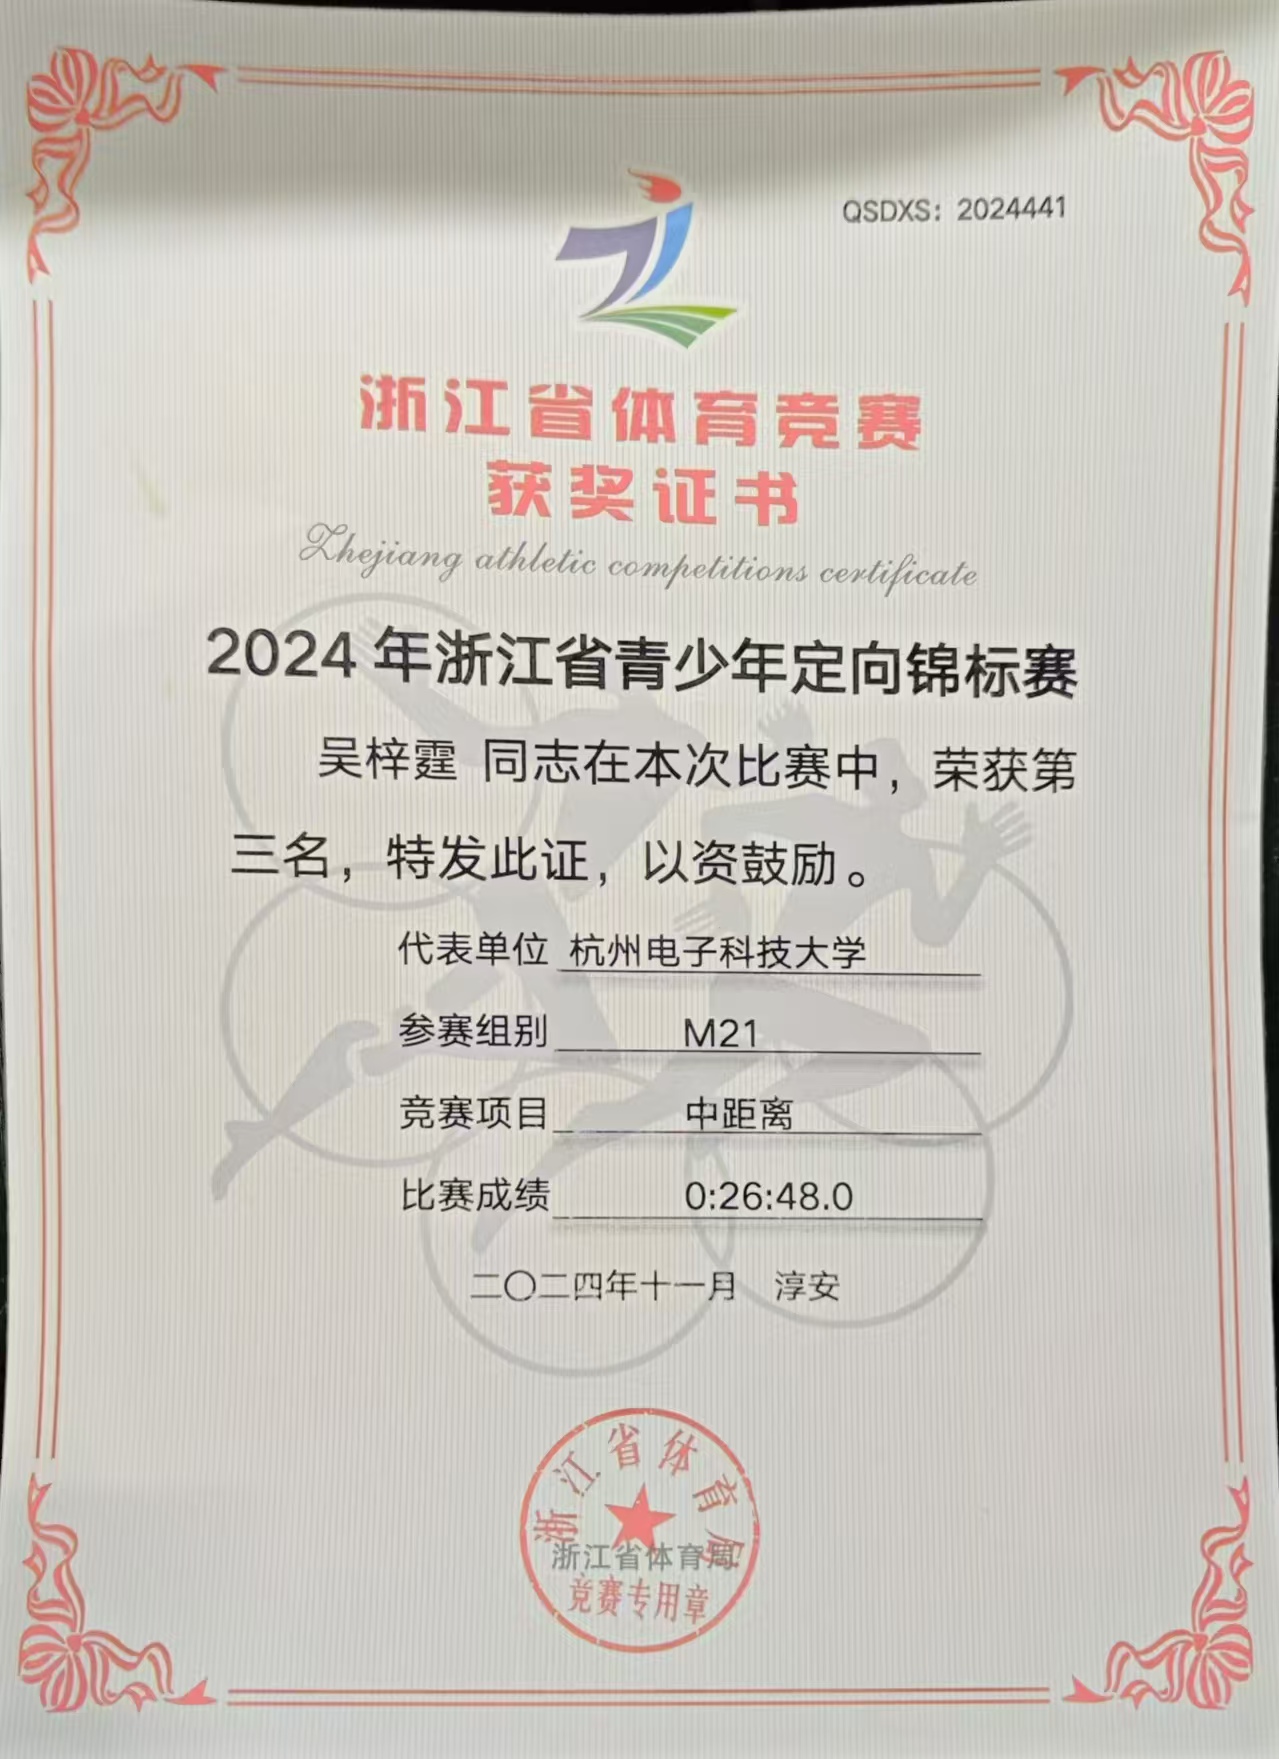 QSDXS：2024441
浙江省体育竞赛
获奖证书
Zhejiang athletic competitions certificate
2024年浙江省青少年定向锦标赛
吴梓霆 同志在本次比赛中，荣获第
三名，特发此证，以资鼓励。
代表单位 杭州电子科技大学
参赛组别 M21
竞赛项目 中距离
比赛成绩 0:26:48.0
二〇二四年十一月 淳安
浙江省体育局
浙江省体育局
竞赛专用章